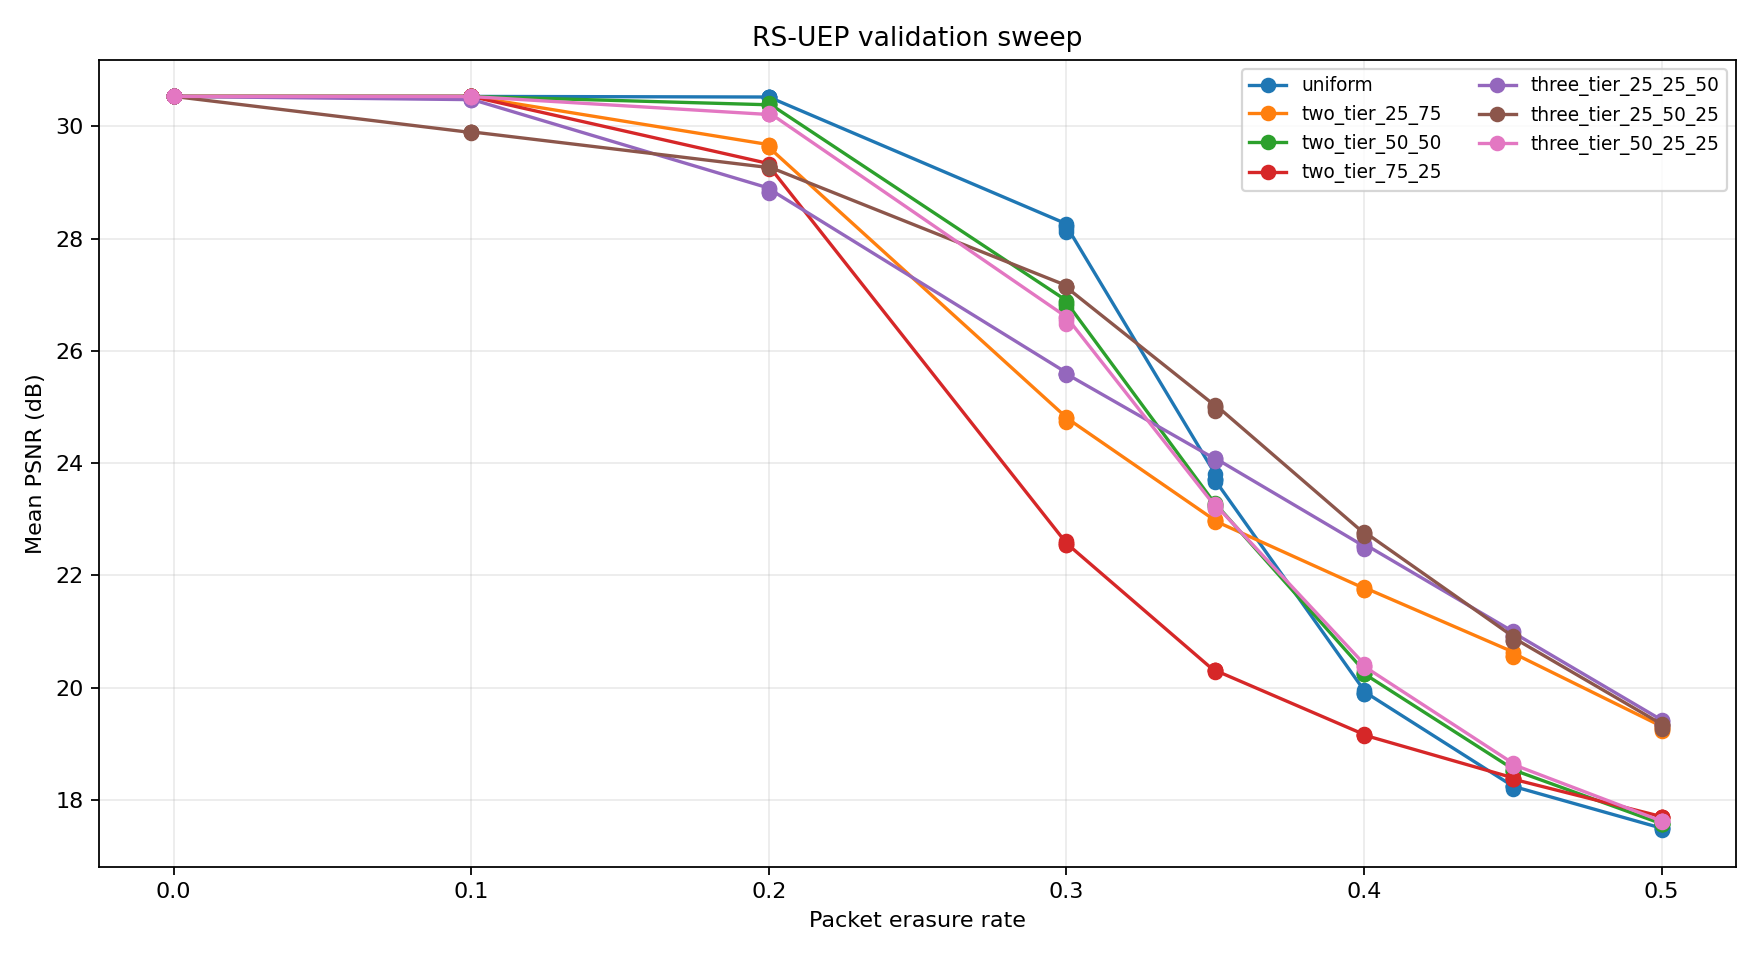 RS-UEP validation sweep
uniform
two_tier_25_75
two_tier_50_50
two_tier_75_25
three_tier_25_25_50
three_tier_25_50_25
three_tier_50_25_25
Mean PSNR (dB)
30
28
26
24
22
20
18
0.0 0.1 0.2 0.3 0.4 0.5
Packet erasure rate